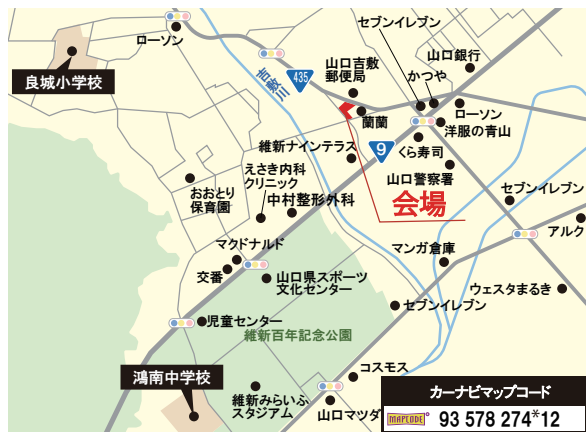 ローソン
良城小学校
435
吉敷川
山口吉敷
郵便局
セブンイレブン
山口銀行
かつや
蘭蘭
ローソン
洋服の青山
維新ナインテラス
9
くら寿司
山口警察署
えさき内科
クリニック
おおとり
保育園
中村整形外科
会場
セブンイレブン
アルク
マクドナルド
マンガ倉庫
交番
山口県スポーツ
文化センター
ウェスタまるき
セブンイレブン
児童センター
維新百年記念公園
鴻南中学校
コスモス
維新みらいふ
スタジアム
山口マツダ
カーナビマップコード
MAPCODE® 93 578 274*12